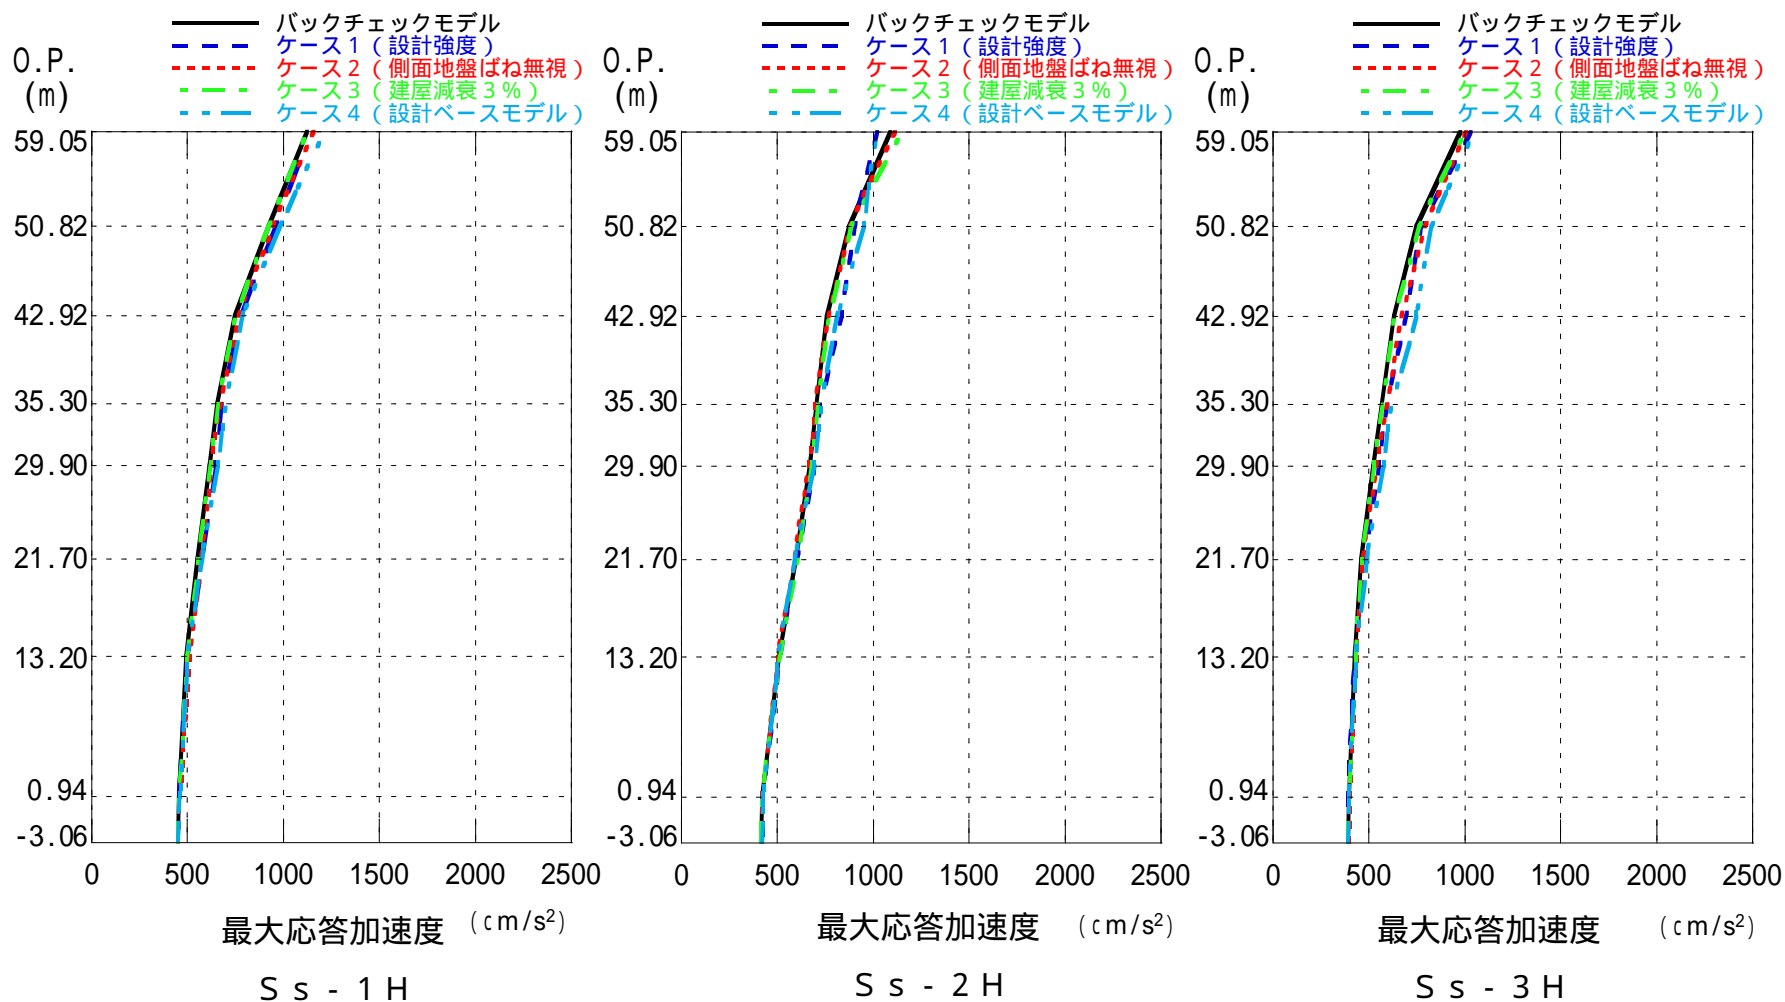 バックチェックモデル
ケース1（設計強度）
ケース2（側面地盤ばね無視）
ケース3（建屋減衰3%）
ケース4（設計ベースモデル）
O.P.
(m)
59.05
50.82
42.92
35.30
29.90
21.70
13.20
0.94
-3.06
0 500 1000 1500 2000 2500
最大応答加速度 (cm/s²)
Ss-1H
バックチェックモデル
ケース1（設計強度）
ケース2（側面地盤ばね無視）
ケース3（建屋減衰3%）
ケース4（設計ベースモデル）
O.P.
(m)
59.05
50.82
42.92
35.30
29.90
21.70
13.20
0.94
-3.06
0 500 1000 1500 2000 2500
最大応答加速度 (cm/s²)
Ss-2H
バックチェックモデル
ケース1（設計強度）
ケース2（側面地盤ばね無視）
ケース3（建屋減衰3%）
ケース4（設計ベースモデル）
O.P.
(m)
59.05
50.82
42.92
35.30
29.90
21.70
13.20
0.94
-3.06
0 500 1000 1500 2000 2500
最大応答加速度 (cm/s²)
Ss-3H